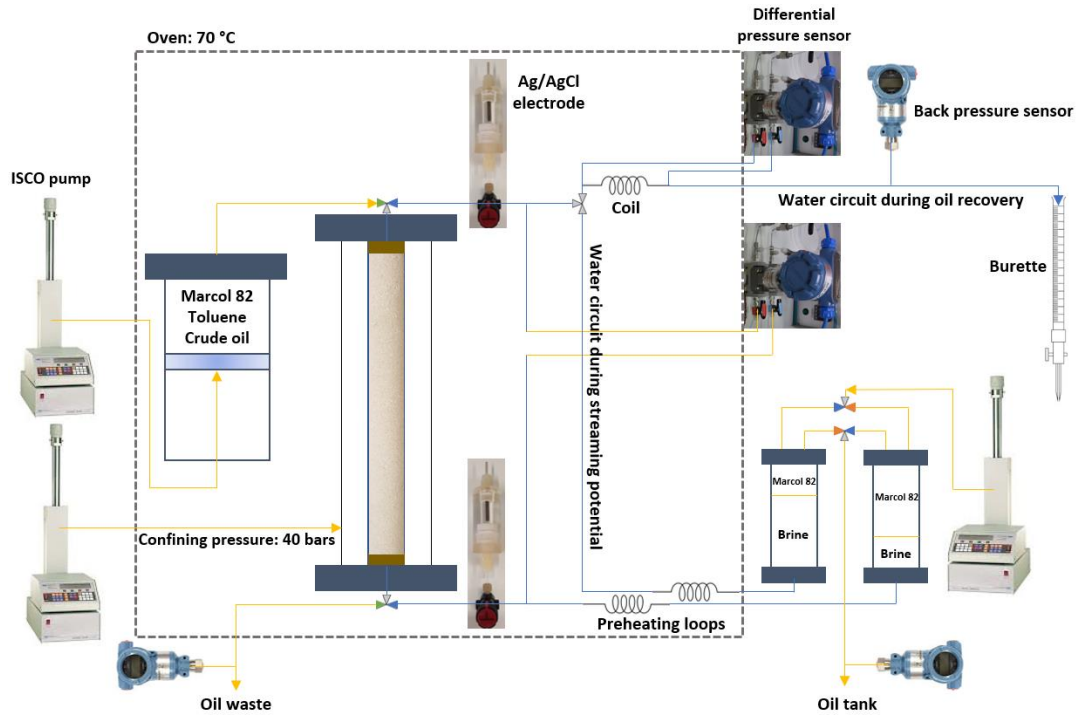 Oven: 70 °C
Differential
pressure sensor
Ag/AgCl
electrode
Back pressure sensor
ISCO pump
Coil
Water circuit during oil recovery
Burette
Marcol 82
Toluene
Crude oil
Water circuit during streaming potential
Marcol 82
Brine
Marcol 82
Brine
Confining pressure: 40 bars
Preheating loops
Oil waste
Oil tank